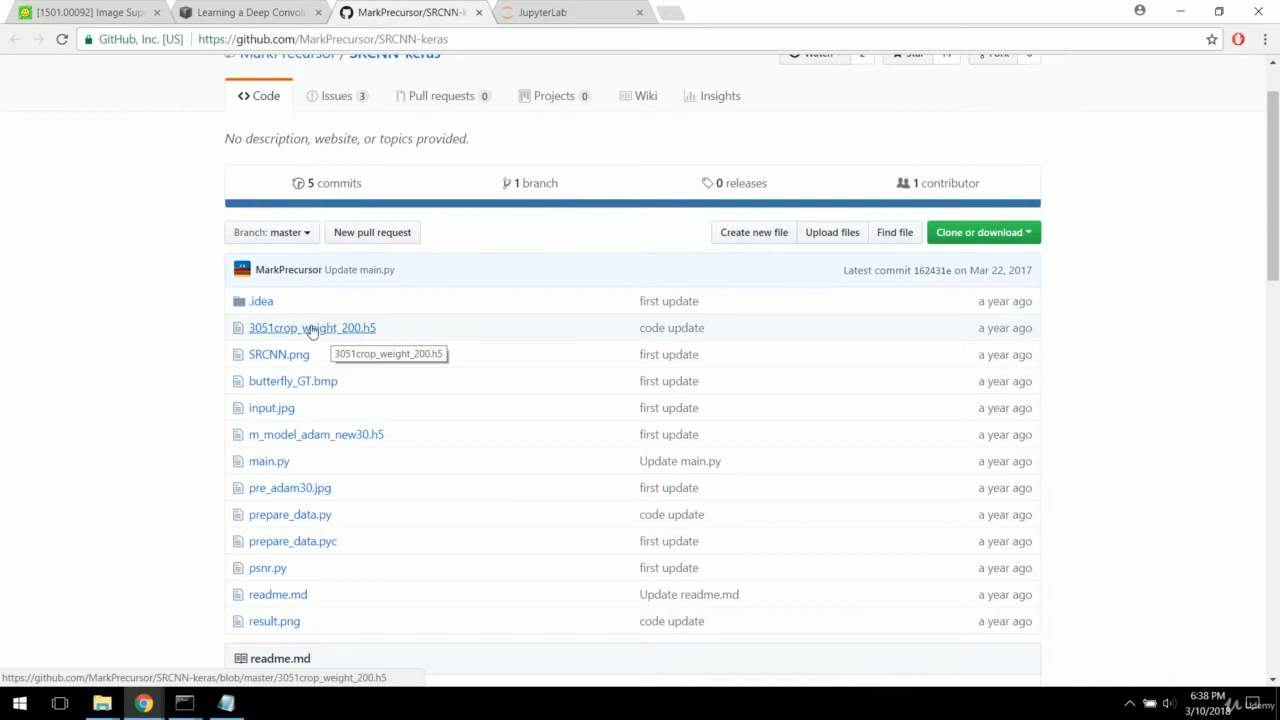 [1501.00092] Image Sup
Learning a Deep Convol
MarkPrecursor/SRCNN-k
JupyterLab
GitHub, Inc. [US] https://github.com/MarkPrecursor/SRCNN-keras
MarkPrecursor / SRCNN-keras
Watch 2 Star Fork
Code Issues 3 Pull requests 0 Projects 0 Wiki Insights
No description, website, or topics provided.
5 commits 1 branch 0 releases 1 contributor
Branch: master New pull request Create new file Upload files Find file Clone or download
MarkPrecursor Update main.py Latest commit 162431e on Mar 22, 2017
.idea first update a year ago
3051crop_weight_200.h5 code update a year ago
SRCNN.png first update a year ago
3051crop_weight_200.h5
butterfly_GT.bmp first update a year ago
input.jpg first update a year ago
m_model_adam_new30.h5 first update a year ago
main.py Update main.py a year ago
pre_adam30.jpg first update a year ago
prepare_data.py code update a year ago
prepare_data.pyc first update a year ago
psnr.py first update a year ago
readme.md Update readme.md a year ago
result.png code update a year ago
readme.md
https://github.com/MarkPrecursor/SRCNN-keras/blob/master/3051crop_weight_200.h5
6:38 PM
3/10/2018
Udemy